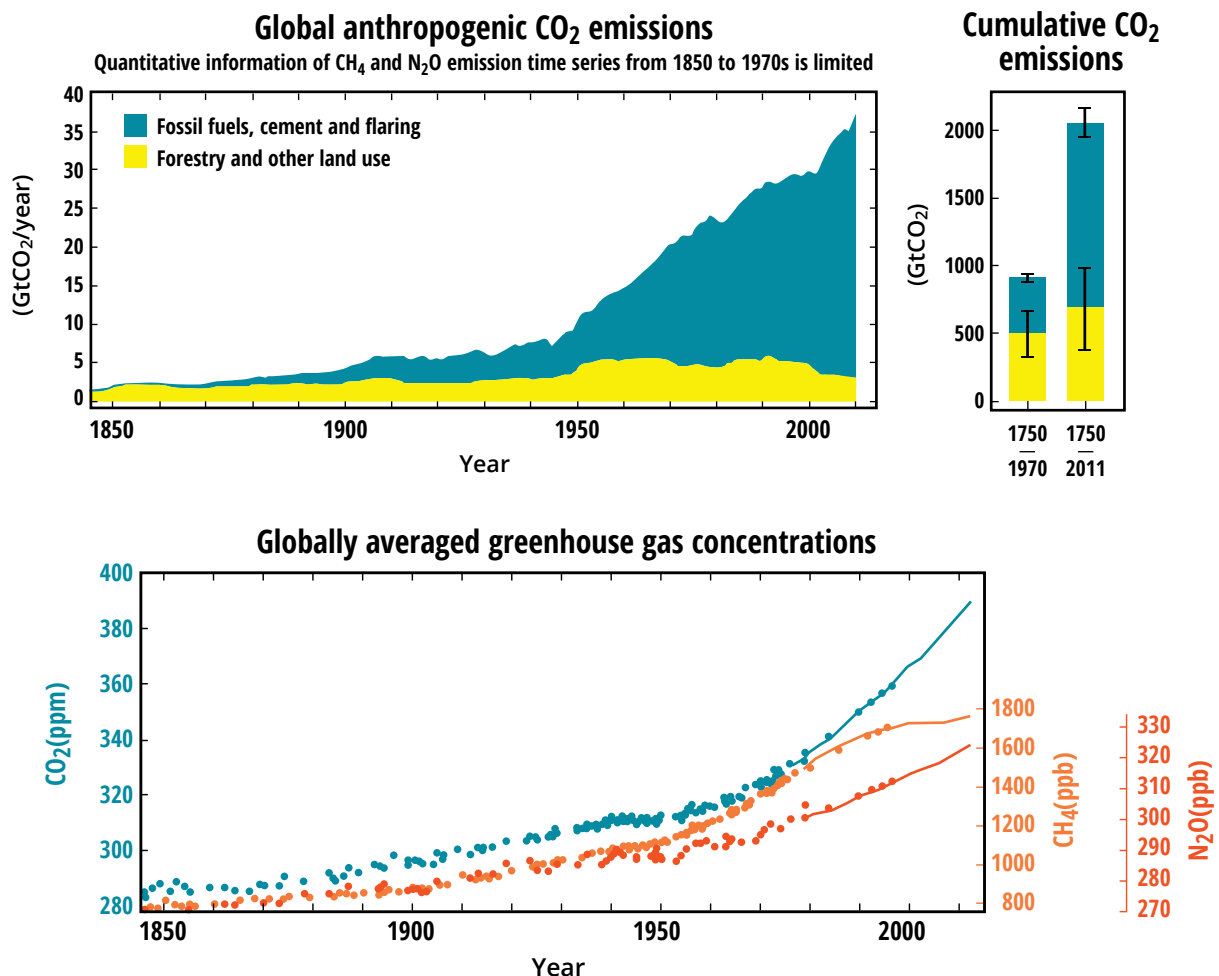 Global anthropogenic CO₂ emissions
Quantitative information of CH₄ and N₂O emission time series from 1850 to 1970s is limited
40
35
30
25
20
15
10
5
0
(GtCO₂/year)
Fossil fuels, cement and flaring
Forestry and other land use
1850 1900 1950 2000
Year
Cumulative CO₂
emissions
2000
1500
1000
500
0
(GtCO₂)
1750 1750
1970 2011
Globally averaged greenhouse gas concentrations
400
380
360
340
320
300
280
CO₂(ppm)
1800
1600
1400
1200
1000
800
CH₄(ppb)
330
320
310
300
290
280
270
N₂O(ppb)
1850 1900 1950 2000
Year